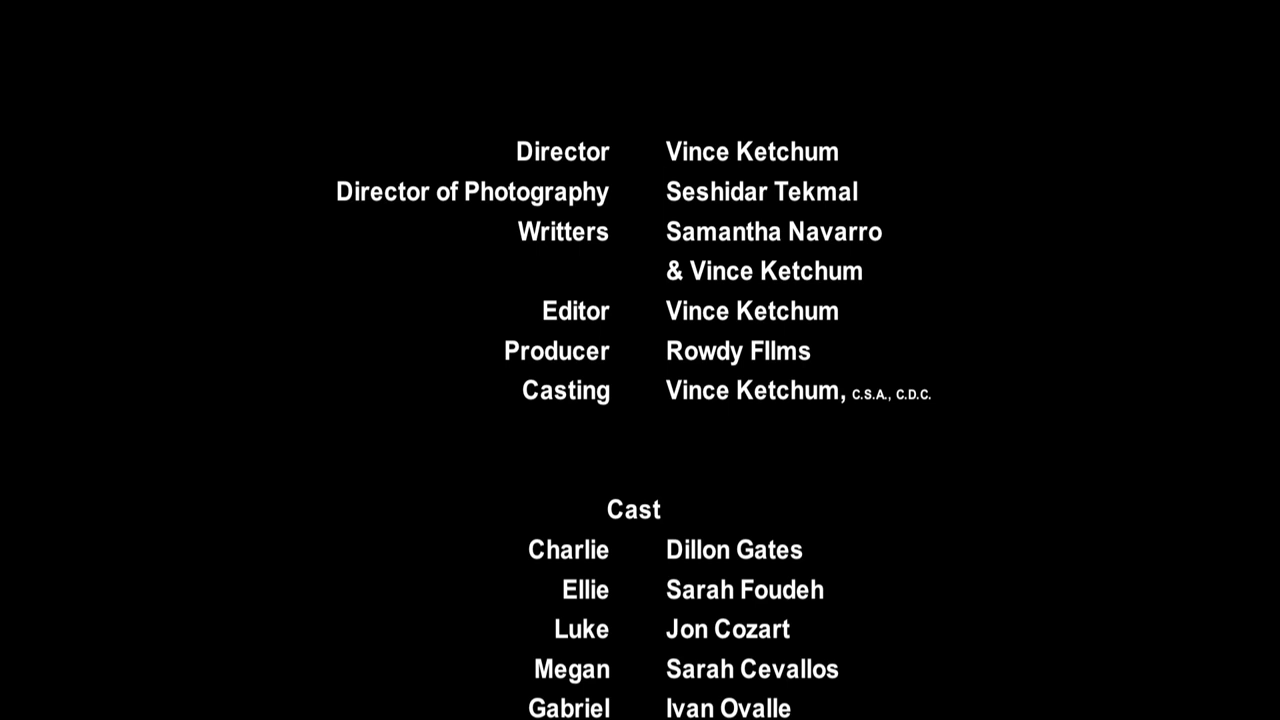 Director Vince Ketchum
Director of Photography Seshidar Tekmal
Writters Samantha Navarro
& Vince Ketchum
Editor Vince Ketchum
Producer Rowdy FIlms
Casting Vince Ketchum, C.S.A., C.D.C.
Cast
Charlie Dillon Gates
Ellie Sarah Foudeh
Luke Jon Cozart
Megan Sarah Cevallos
Gabriel Ivan Ovalle